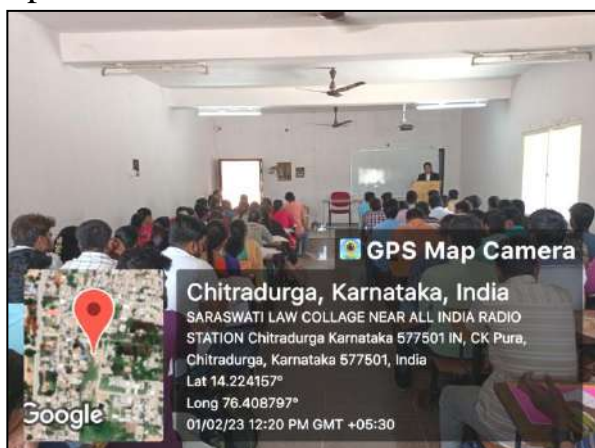 GPS Map Camera
Chitradurga, Karnataka, India
SARASWATI LAW COLLAGE NEAR ALL INDIA RADIO
STATION Chitradurga Karnataka 577501 IN, CK Pura,
Chitradurga, Karnataka 577501, India
Lat 14.224157°
Long 76.408797°
01/02/23 12:20 PM GMT +05:30
Google